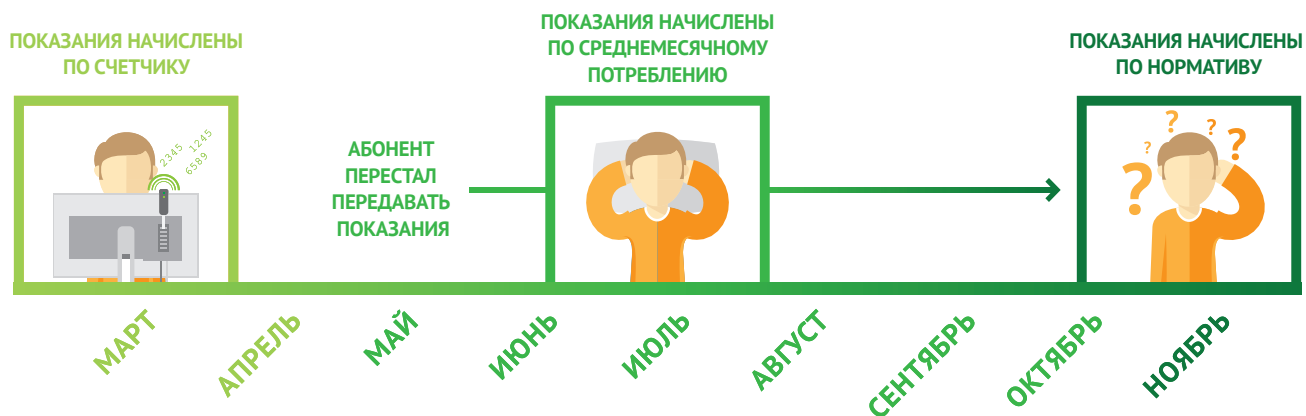 ПОКАЗАНИЯ НАЧИСЛЕНЫ
ПО СЧЕТЧИКУ
2345 1245
6589
АБОНЕНТ
ПЕРЕСТАЛ
ПЕРЕДАВАТЬ
ПОКАЗАНИЯ
ПОКАЗАНИЯ НАЧИСЛЕНЫ
ПО СРЕДНЕМЕСЯЧНОМУ
ПОТРЕБЛЕНИЮ
ПОКАЗАНИЯ НАЧИСЛЕНЫ
ПО НОРМАТИВУ
? ? ? ? ?
МАРТ
АПРЕЛЬ
МАЙ
ИЮНЬ
ИЮЛЬ
АВГУСТ
СЕНТЯБРЬ
ОКТЯБРЬ
НОЯБРЬ